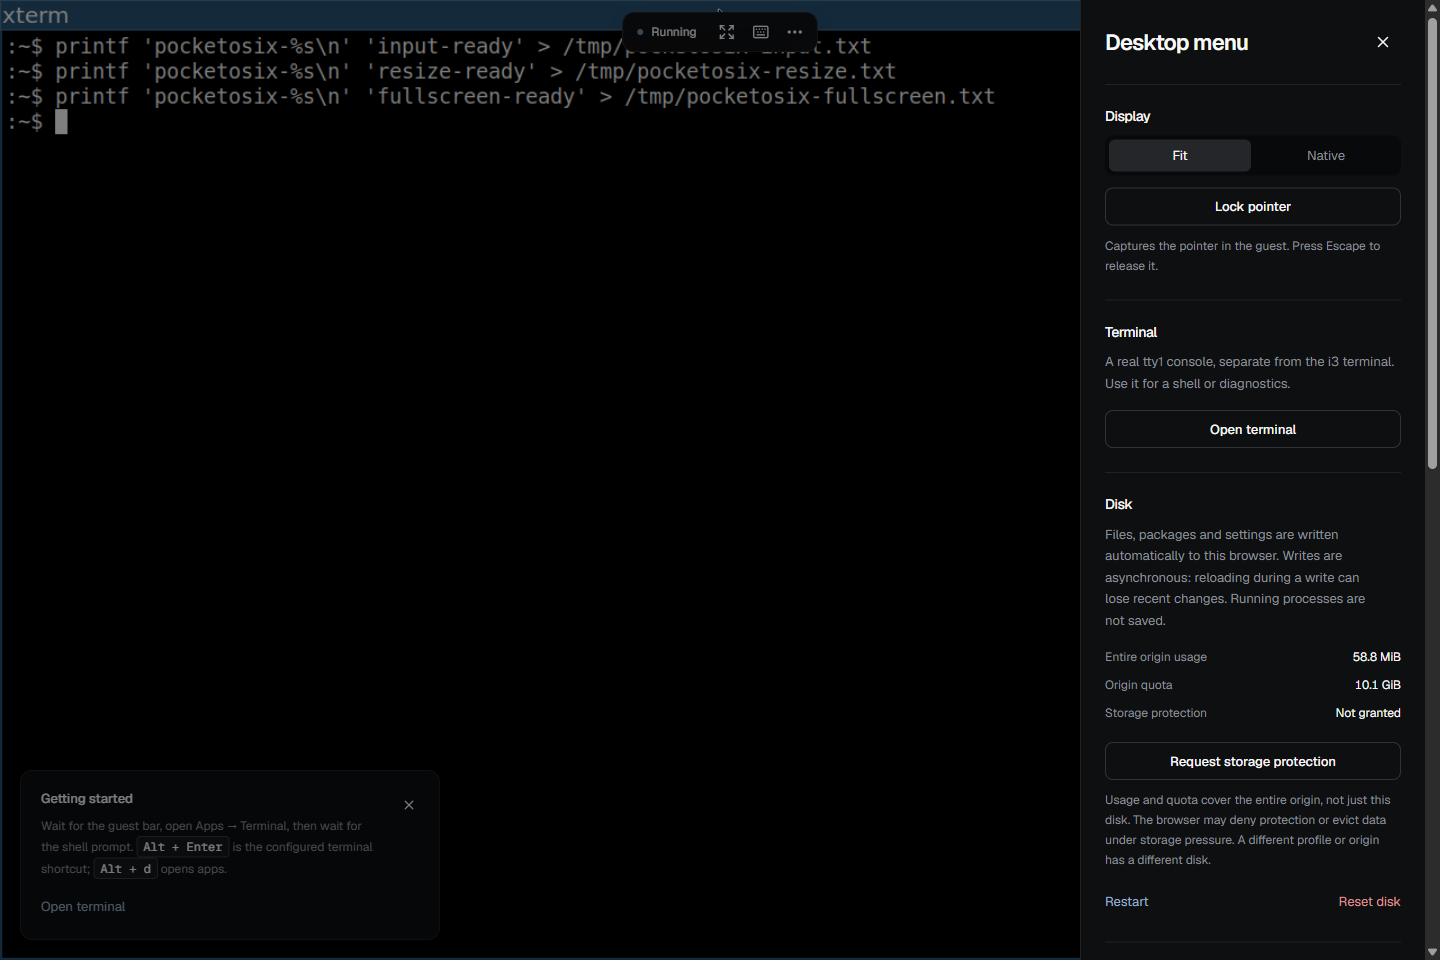 xterm
Running
:~$ printf 'pocketosix-%s\n' 'input-ready' > /tmp/pocketosix-input.txt
:~$ printf 'pocketosix-%s\n' 'resize-ready' > /tmp/pocketosix-resize.txt
:~$ printf 'pocketosix-%s\n' 'fullscreen-ready' > /tmp/pocketosix-fullscreen.txt
:~$
Getting started
Wait for the guest bar, open Apps → Terminal, then wait for
the shell prompt. Alt + Enter is the configured terminal
shortcut; Alt + d opens apps.
Open terminal
Desktop menu
Display
Fit Native
Lock pointer
Captures the pointer in the guest. Press Escape to
release it.
Terminal
A real tty1 console, separate from the i3 terminal.
Use it for a shell or diagnostics.
Open terminal
Disk
Files, packages and settings are written
automatically to this browser. Writes are
asynchronous: reloading during a write can
lose recent changes. Running processes are
not saved.
Entire origin usage 58.8 MiB
Origin quota 10.1 GiB
Storage protection Not granted
Request storage protection
Usage and quota cover the entire origin, not just this
disk. The browser may deny protection or evict data
under storage pressure. A different profile or origin
has a different disk.
Restart Reset disk